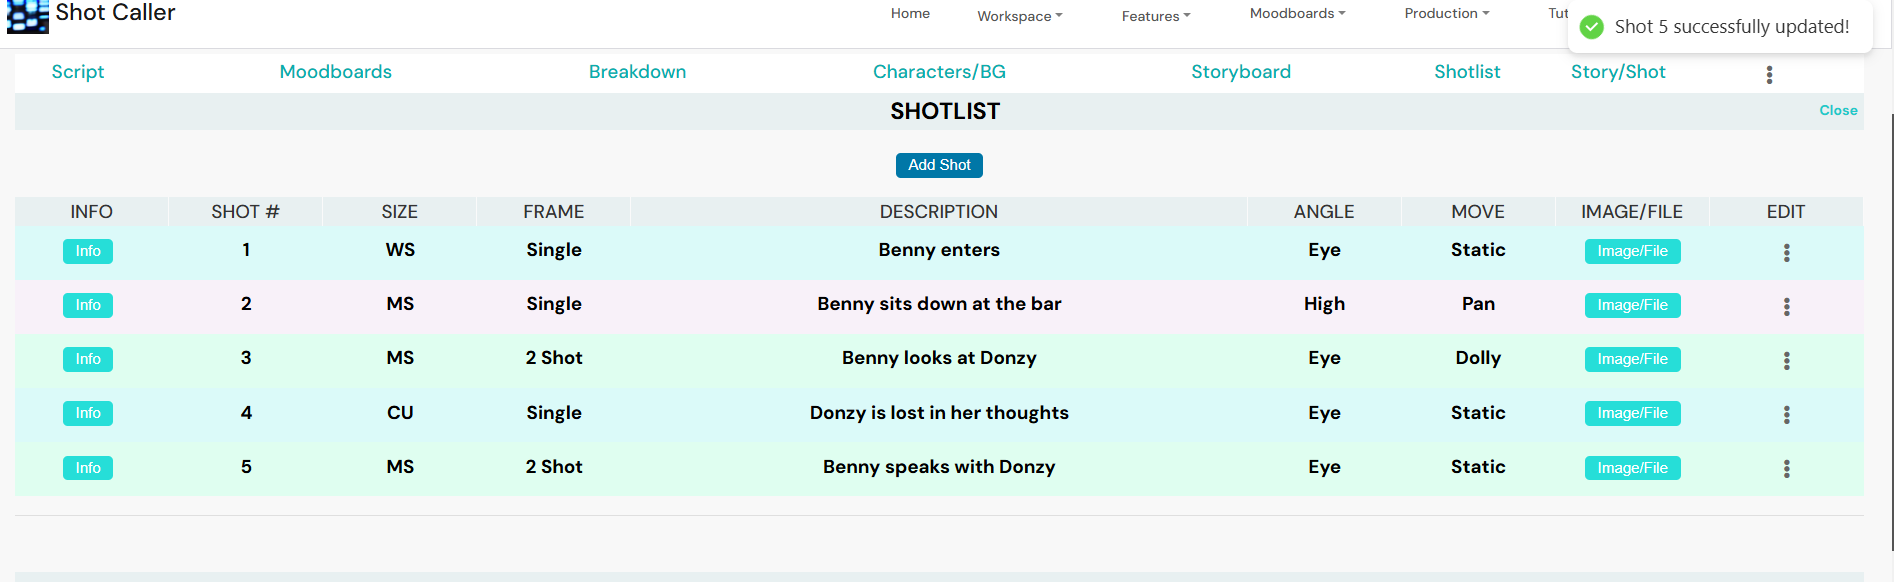 Shot Caller
Home Workspace Features Moodboards Production
Shot 5 successfully updated!
Script Moodboards Breakdown Characters/BG Storyboard Shotlist Story/Shot
SHOTLIST
Close
Add Shot
INFO SHOT # SIZE FRAME DESCRIPTION ANGLE MOVE IMAGE/FILE EDIT
Info 1 WS Single Benny enters Eye Static Image/File
Info 2 MS Single Benny sits down at the bar High Pan Image/File
Info 3 MS 2 Shot Benny looks at Donzy Eye Dolly Image/File
Info 4 CU Single Donzy is lost in her thoughts Eye Static Image/File
Info 5 MS 2 Shot Benny speaks with Donzy Eye Static Image/File